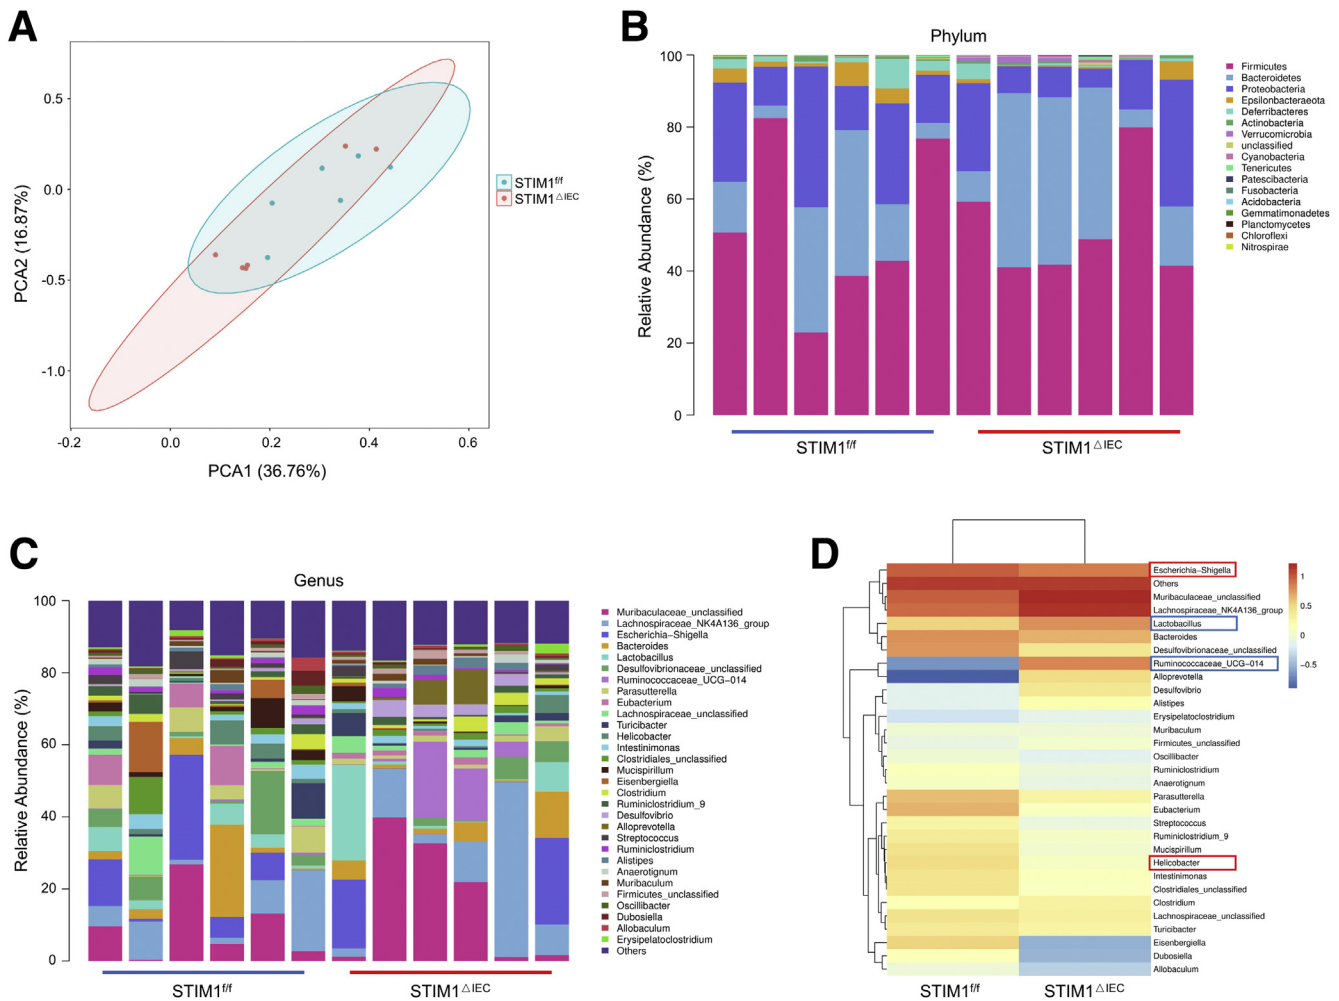 A
0.5
0.0
-0.5
-1.0
-0.2
0.0
0.2
0.4
0.6
PCA2 (16.87%)
PCA1 (36.76%)
STIM1f/f
STIM1△IEC
B
Phylum
100
80
60
40
20
0
Relative Abundance (%)
STIM1f/f
STIM1△IEC
Firmicutes
Bacteroidetes
Proteobacteria
Epsilonbacteraeota
Deferribacteres
Actinobacteria
Verrucomicrobia
unclassified
Cyanobacteria
Tenericutes
Patescibacteria
Fusobacteria
Acidobacteria
Gemmatimonadetes
Planctomycetes
Chloroflexi
Nitrospirae
C
Genus
100
80
60
40
20
0
Relative Abundance (%)
STIM1f/f
STIM1△IEC
Muribaculaceae_unclassified
Lachnospiraceae_NK4A136_group
Escherichia-Shigella
Bacteroides
Lactobacillus
Desulfovibrionaceae_unclassified
Ruminococcaceae_UCG-014
Parasutterella
Eubacterium
Lachnospiraceae_unclassified
Turicibacter
Helicobacter
Intestinimonas
Clostridiales_unclassified
Mucispirillum
Eisenbergiella
Clostridium
Ruminiclostridium_9
Desulfovibrio
Alloprevotella
Streptococcus
Ruminiclostridium
Alistipes
Anaerotignum
Muribaculum
Firmicutes_unclassified
Oscillibacter
Dubosiella
Allobaculum
Erysipelatoclostridium
Others
D
Escherichia-Shigella
Others
Muribaculaceae_unclassified
Lachnospiraceae_NK4A136_group
Lactobacillus
Bacteroides
Desulfovibrionaceae_unclassified
Ruminococcaceae_UCG-014
Alloprevotella
Desulfovibrio
Alistipes
Erysipelatoclostridium
Muribaculum
Firmicutes_unclassified
Oscillibacter
Ruminiclostridium
Anaerotignum
Parasutterella
Eubacterium
Streptococcus
Ruminiclostridium_9
Mucispirillum
Helicobacter
Intestinimonas
Clostridiales_unclassified
Clostridium
Lachnospiraceae_unclassified
Turicibacter
Eisenbergiella
Dubosiella
Allobaculum
1
0.5
0
-0.5
STIM1f/f
STIM1△IEC